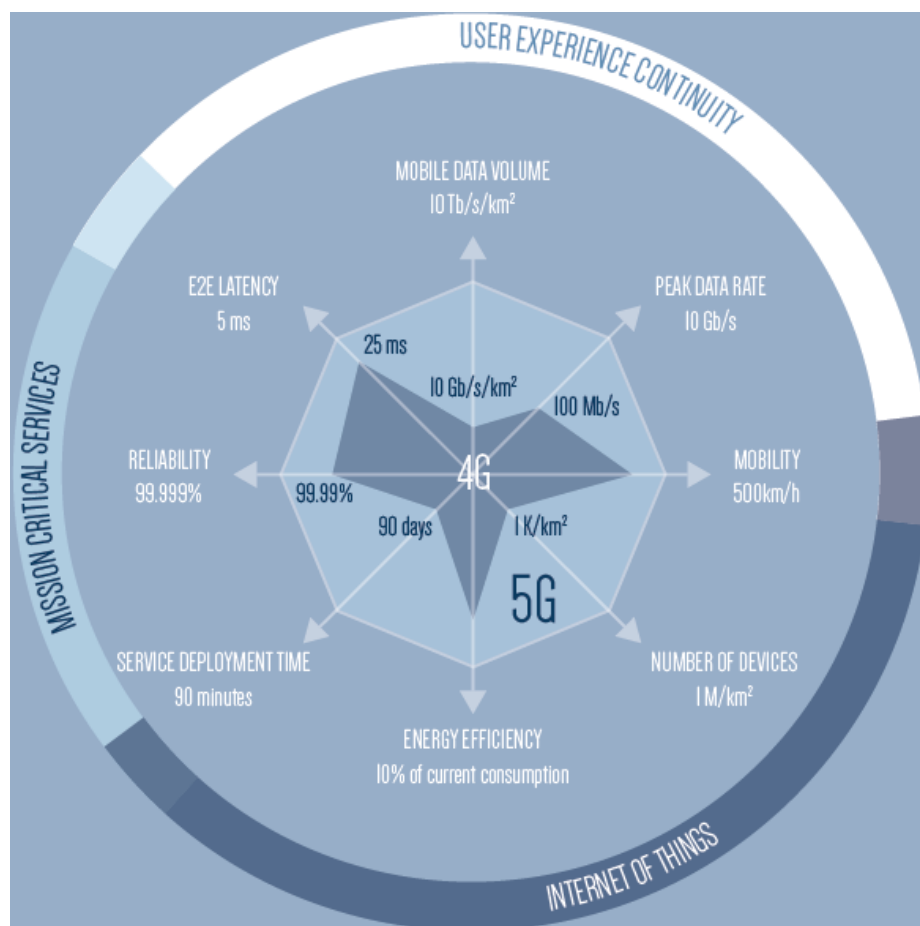 USER EXPERIENCE CONTINUITY
MOBILE DATA VOLUME
10 Tb/s/km²
E2E LATENCY
5 ms
PEAK DATA RATE
10 Gb/s
25 ms
10 Gb/s/km²
100 Mb/s
MISSION CRITICAL SERVICES
RELIABILITY
99.999%
4G
MOBILITY
500km/h
99.99%
90 days
1 K/km²
5G
SERVICE DEPLOYMENT TIME
90 minutes
NUMBER OF DEVICES
1 M/km²
ENERGY EFFICIENCY
10% of current consumption
INTERNET OF THINGS